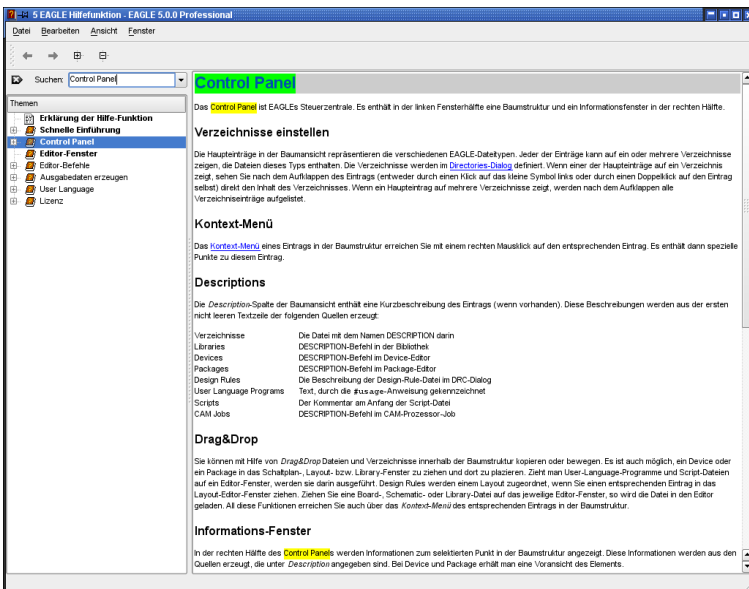 5 EAGLE Hilfefunktion - EAGLE 5.0.0 Professional
Datei Bearbeiten Ansicht Fenster
Suchen: Control Panel
Themen
Erklärung der Hilfe-Funktion
Schnelle Einführung
Control Panel
Editor-Fenster
Editor-Befehle
Ausgabedaten erzeugen
User Language
Lizenz
Control Panel
Das Control Panel ist EAGLEs Steuerzentrale. Es enthält in der linken Fensterhälfte eine Baumstruktur und ein Informationsfenster in der rechten Hälfte.
Verzeichnisse einstellen
Die Haupteinträge in der Baumansicht repräsentieren die verschiedenen EAGLE-Dateitypen. Jeder der Einträge kann auf ein oder mehrere Verzeichnisse
zeigen, die Dateien dieses Typs enthalten. Die Verzeichnisse werden im Directories-Dialog definiert. Wenn einer der Haupteinträge auf ein Verzeichnis
zeigt, sehen Sie nach dem Aufklappen des Eintrags (entweder durch einen Klick auf das kleine Symbol links oder durch einen Doppelklick auf den Eintrag
selbst) direkt den Inhalt des Verzeichnisses. Wenn ein Haupteintrag auf mehrere Verzeichnisse zeigt, werden nach dem Aufklappen alle
Verzeichniseinträge aufgelistet.
Kontext-Menü
Das Kontext-Menü eines Eintrags in der Baumstruktur erreichen Sie mit einem rechten Mausklick auf den entsprechenden Eintrag. Es enthält dann spezielle
Punkte zu diesem Eintrag.
Descriptions
Die Description-Spalte der Baumansicht enthält eine Kurzbeschreibung des Eintrags (wenn vorhanden). Diese Beschreibungen werden aus der ersten
nicht leeren Textzeile der folgenden Quellen erzeugt:
Verzeichnisse Die Datei mit dem Namen DESCRIPTION darin
Libraries DESCRIPTION-Befehl in der Bibliothek
Devices DESCRIPTION-Befehl im Device-Editor
Packages DESCRIPTION-Befehl im Package-Editor
Design Rules Die Beschreibung der Design-Rule-Datei im DRC-Dialog
User Language Programs Text, durch die #usage-Anweisung gekennzeichnet
Scripts Der Kommentar am Anfang der Script-Datei
CAM Jobs DESCRIPTION-Befehl im CAM-Prozessor-Job
Drag&Drop
Sie können mit Hilfe von Drag&Drop Dateien und Verzeichnisse innerhalb der Baumstruktur kopieren oder bewegen. Es ist auch möglich, ein Device oder
ein Package in das Schaltplan-, Layout- bzw. Library-Fenster zu ziehen und dort zu plazieren. Zieht man User-Language-Programme und Script-Dateien
auf ein Editor-Fenster, werden sie darin ausgeführt. Design Rules werden einem Layout zugeordnet, wenn Sie einen entsprechenden Eintrag in das
Layout-Editor-Fenster ziehen. Ziehen Sie eine Board-, Schematic- oder Library-Datei auf das jeweilige Editor-Fenster, so wird die Datei in den Editor
geladen. All diese Funktionen erreichen Sie auch über das Kontext-Menü des entsprechenden Eintrags in der Baumstruktur.
Informations-Fenster
In der rechten Hälfte des Control Panels werden Informationen zum selektierten Punkt in der Baumstruktur angezeigt. Diese Informationen werden aus den
Quellen erzeugt, die unter Description angegeben sind. Bei Device und Package erhält man eine Voransicht des Elements.